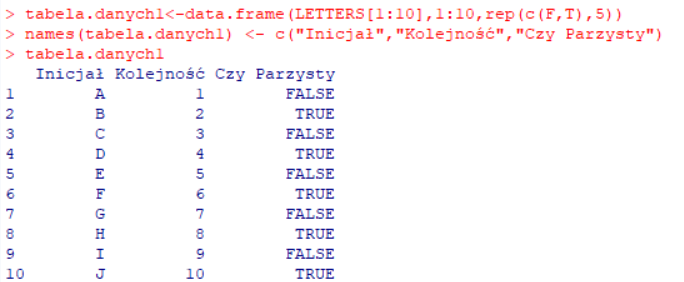 > tabela.danych1<-data.frame(LETTERS[1:10],1:10,rep(c(F,T),5))
> names(tabela.danych1) <- c("Inicjał","Kolejność","Czy Parzysty")
> tabela.danych1
   Inicjał Kolejność Czy Parzysty
1        A         1        FALSE
2        B         2         TRUE
3        C         3        FALSE
4        D         4         TRUE
5        E         5        FALSE
6        F         6         TRUE
7        G         7        FALSE
8        H         8         TRUE
9        I         9        FALSE
10       J        10         TRUE